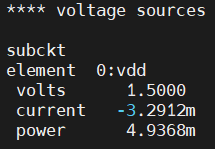 **** voltage sources
subckt
element 0:vdd
volts 1.5000
current -3.2912m
power 4.9368m